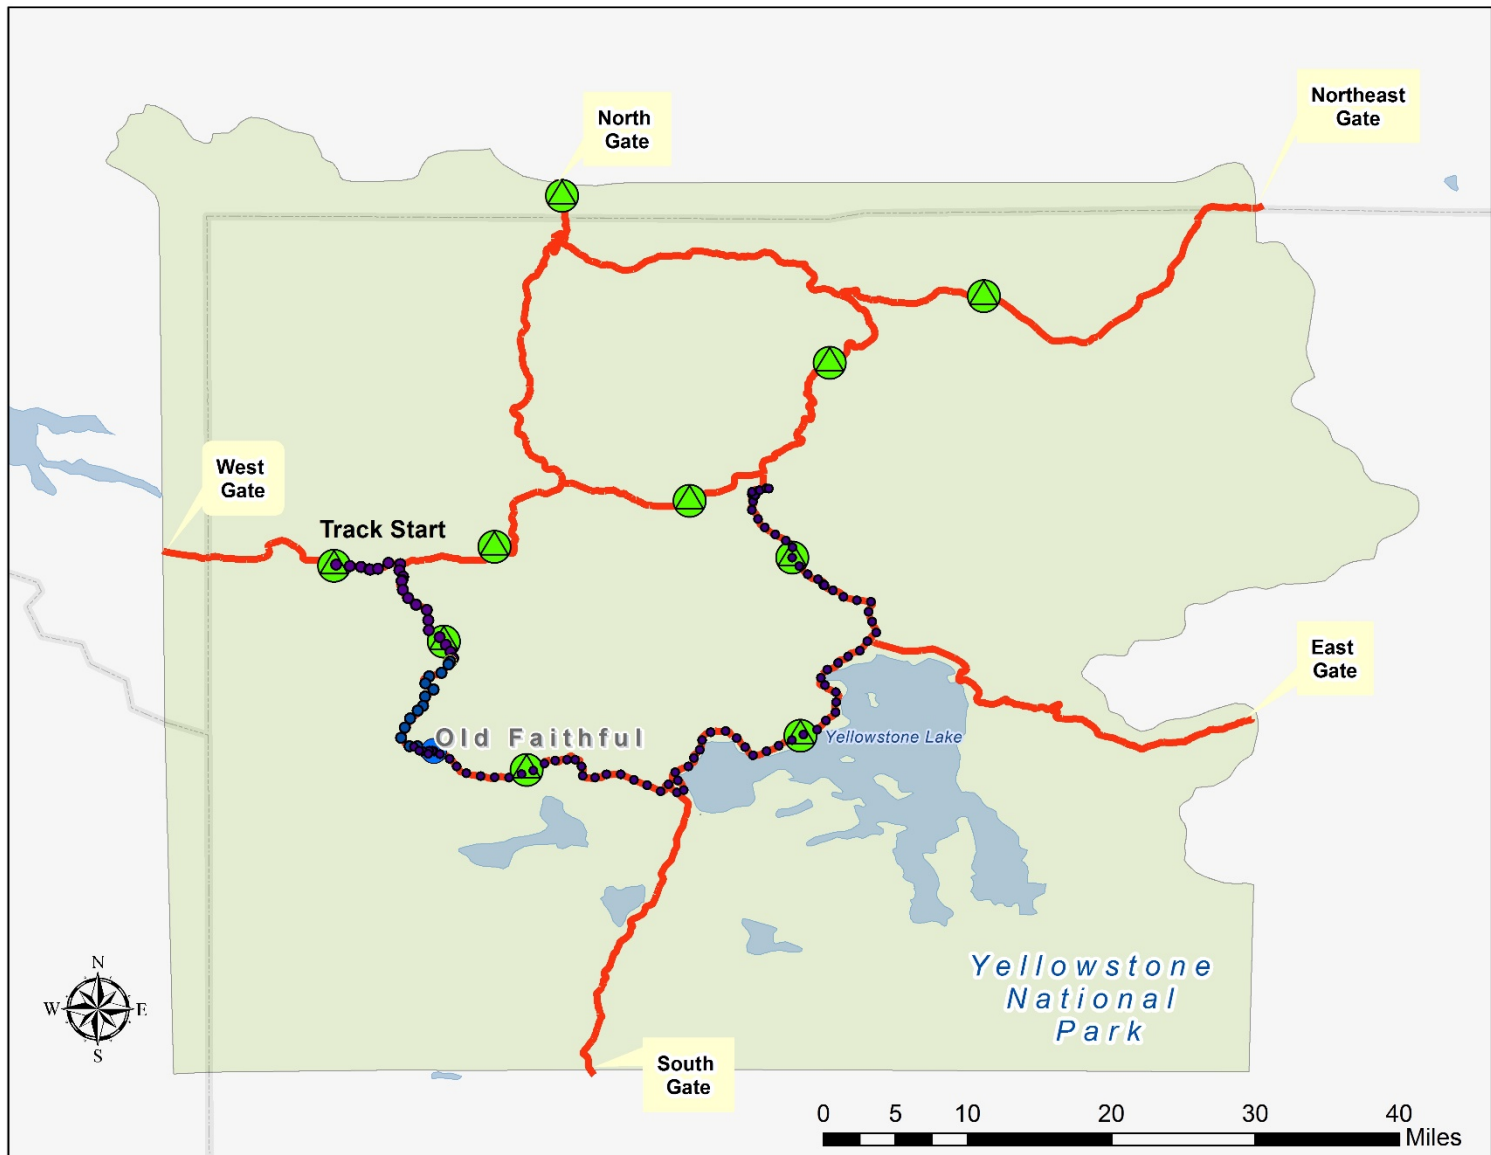 Northeast
Gate
North
Gate
West
Gate
Track Start
East
Gate
Old Faithful
Yellowstone Lake
Yellowstone
National
Park
N
W E
S
South
Gate
0 5 10 20 30 40
Miles